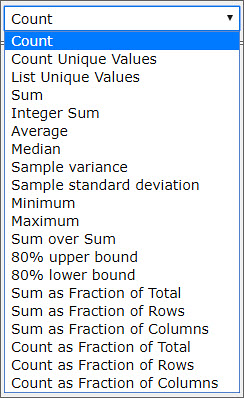 Count
Count
Count Unique Values
List Unique Values
Sum
Integer Sum
Average
Median
Sample variance
Sample standard deviation
Minimum
Maximum
Sum over Sum
80% upper bound
80% lower bound
Sum as Fraction of Total
Sum as Fraction of Rows
Sum as Fraction of Columns
Count as Fraction of Total
Count as Fraction of Rows
Count as Fraction of Columns